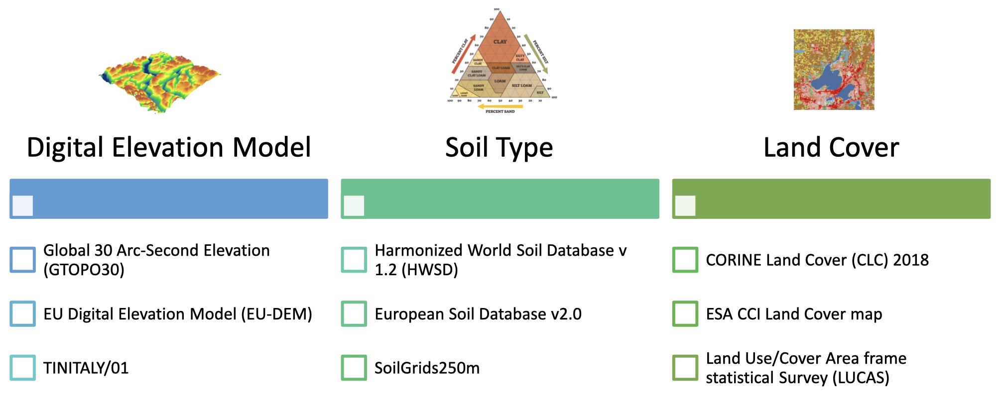 100
90
10
80
20
70
30
60
40
50
50
40
60
30
70
20
80
10
90
100
100 90 80 70 60 50 40 30 20 10
PERCENT CLAY
PERCENT SILT
PERCENT SAND
CLAY
SILTY
CLAY
SANDY
CLAY
CLAY LOAM
SILTY CLAY
LOAM
SANDY
CLAY LOAM
LOAM
SANDY
LOAM
SILT LOAM
SAND
LOAMY
SAND
SILT
Digital Elevation Model
Global 30 Arc-Second Elevation
(GTOPO30)
EU Digital Elevation Model (EU-DEM)
TINITALY/01
Soil Type
Harmonized World Soil Database v
1.2 (HWSD)
European Soil Database v2.0
SoilGrids250m
Land Cover
CORINE Land Cover (CLC) 2018
ESA CCI Land Cover map
Land Use/Cover Area frame
statistical Survey (LUCAS)